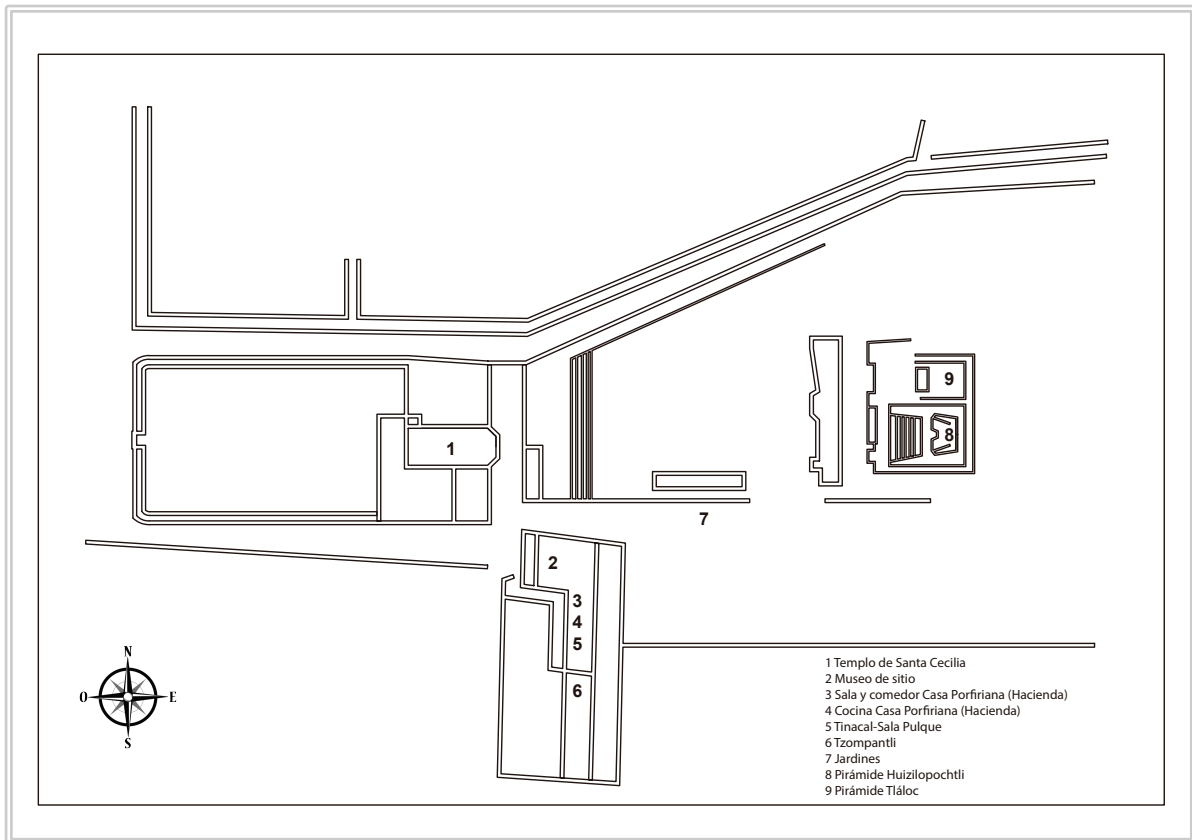 9
1
8
7
2
3
4
5
6
N
O
E
S
1 Templo de Santa Cecilia
2 Museo de sitio
3 Sala y comedor Casa Porfiriana (Hacienda)
4 Cocina Casa Porfiriana (Hacienda)
5 Tinacal-Sala Pulque
6 Tzompantli
7 Jardines
8 Pirámide Huizilopochtli
9 Pirámide Tláloc